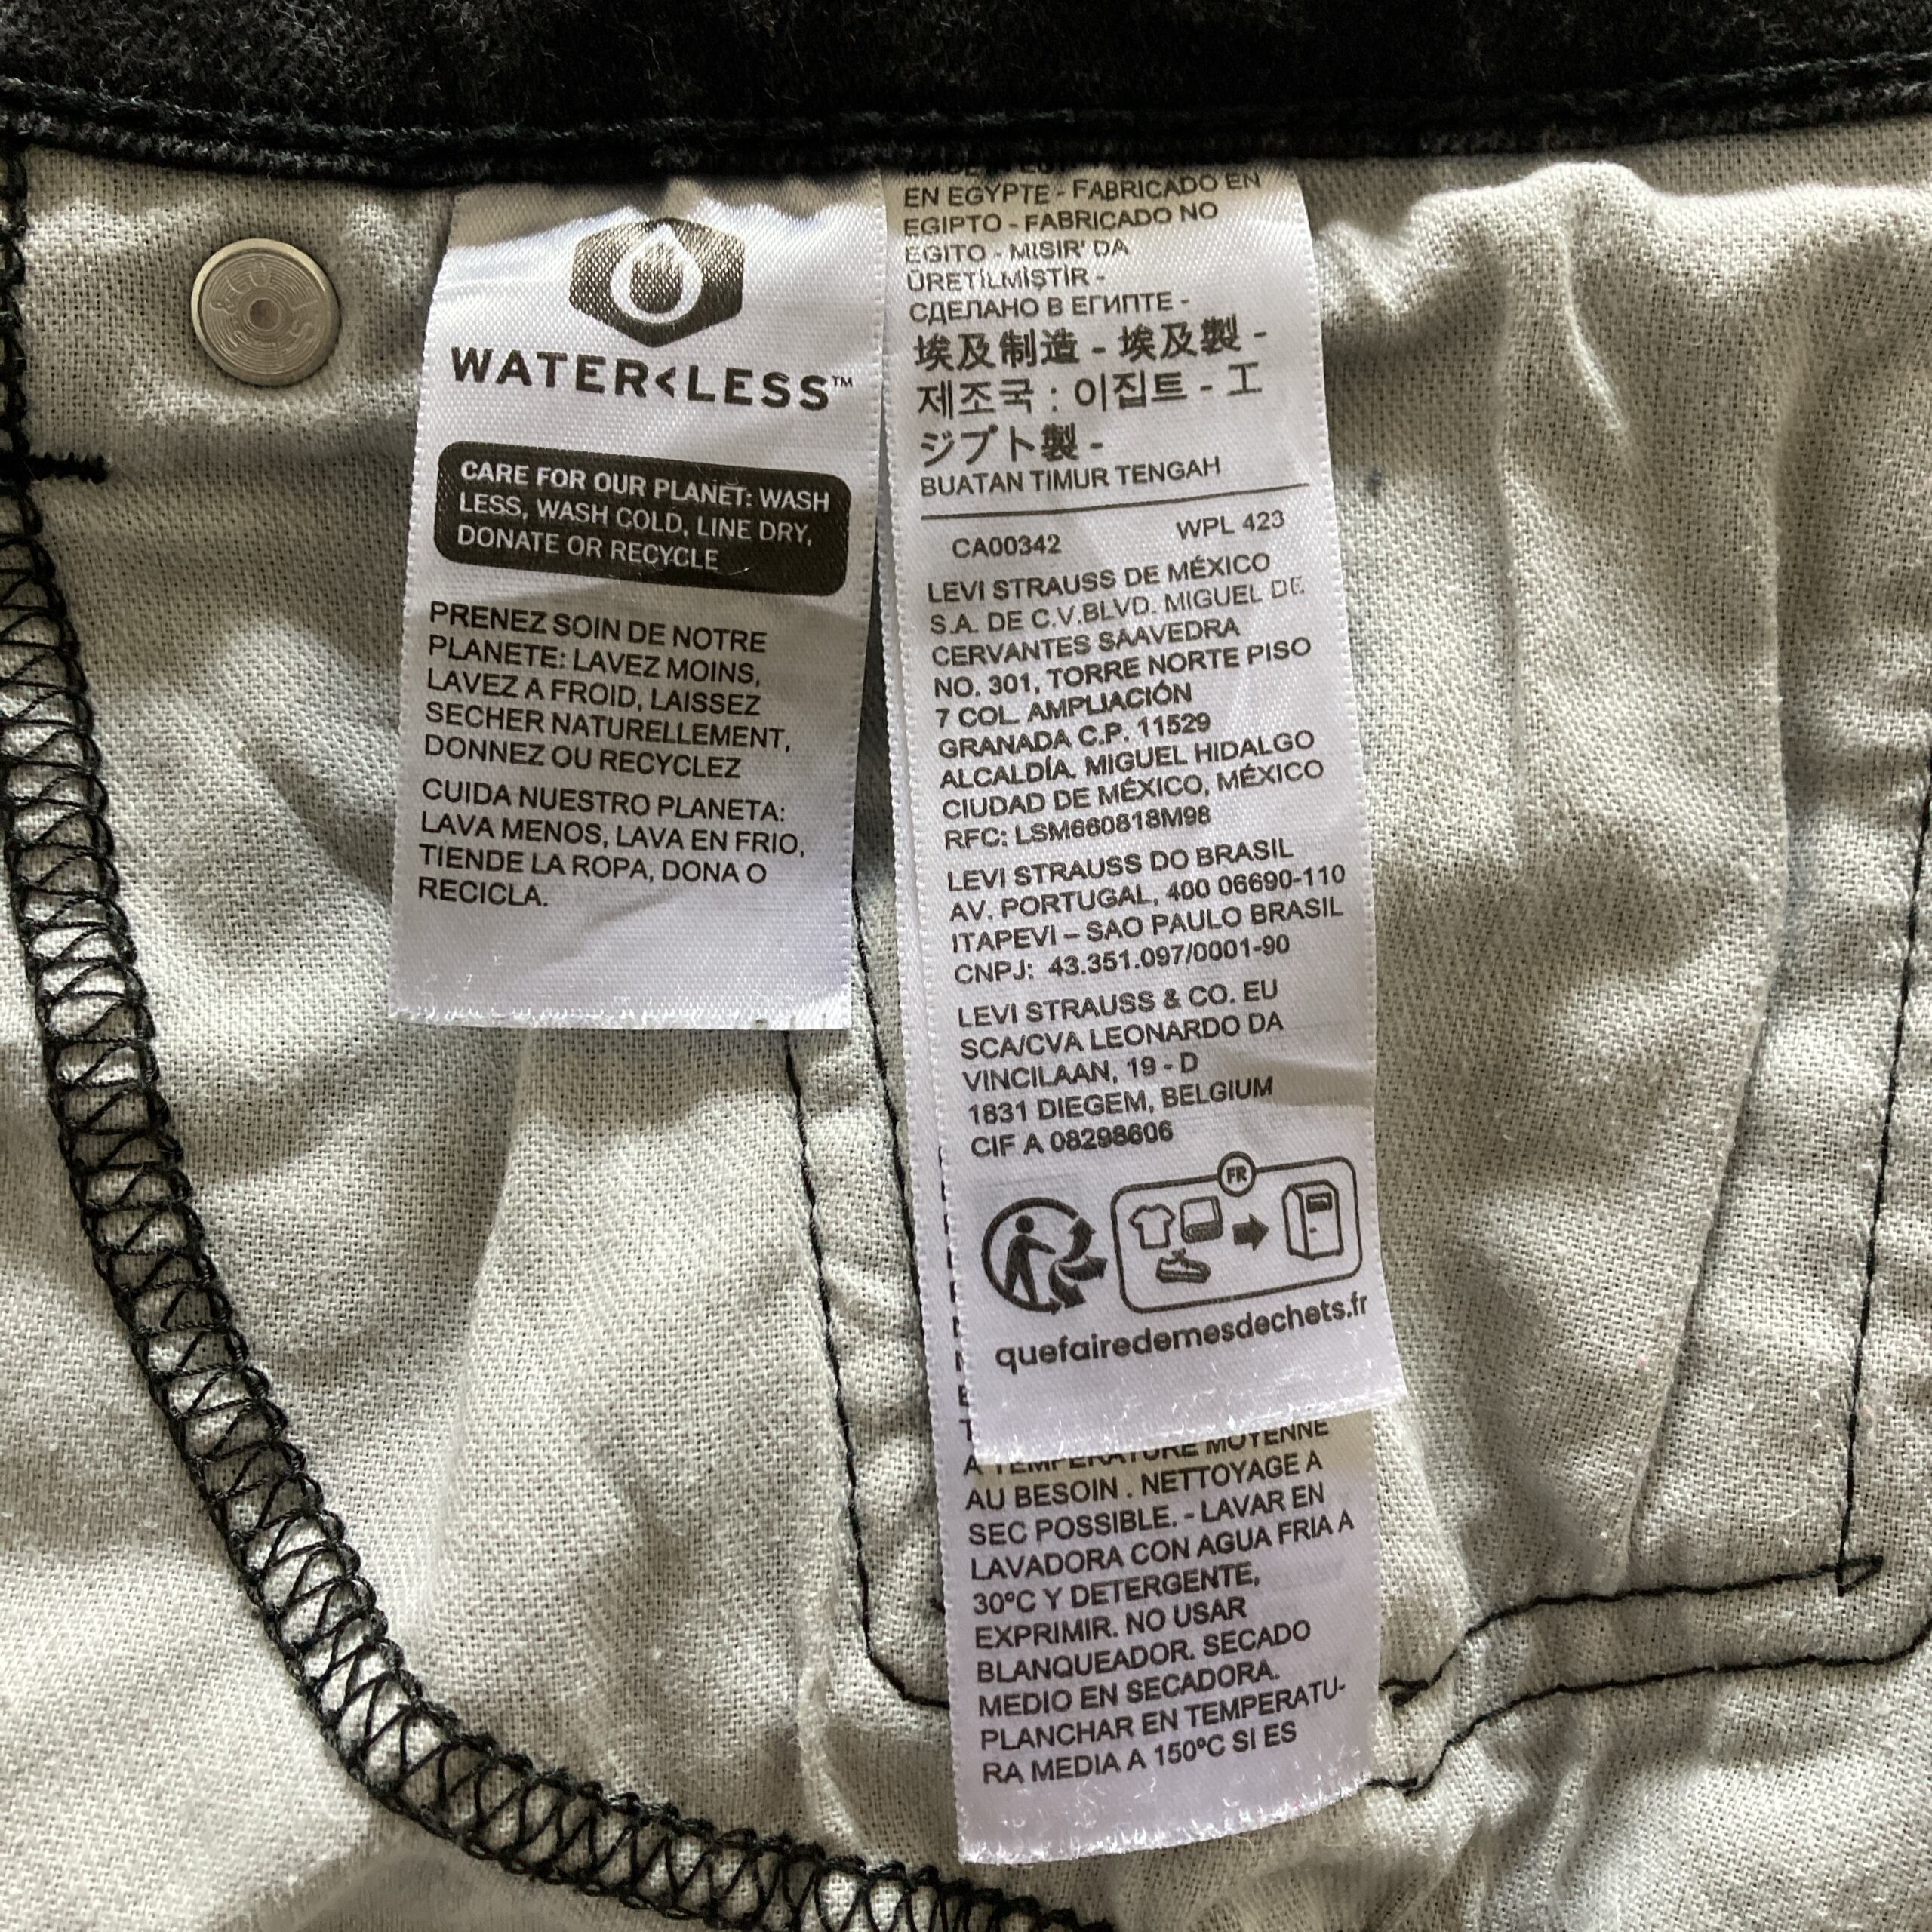 WATER<LESS™
CARE FOR OUR PLANET: WASH
LESS, WASH COLD, LINE DRY,
DONATE OR RECYCLE
PRENEZ SOIN DE NOTRE
PLANETE: LAVEZ MOINS,
LAVEZ A FROID, LAISSEZ
SECHER NATURELLEMENT,
DONNEZ OU RECYCLEZ
CUIDA NUESTRO PLANETA:
LAVA MENOS, LAVA EN FRIO,
TIENDE LA ROPA, DONA O
RECICLA.
EN EGYPTE - FABRICADO EN
EGIPTO - FABRICADO NO
EGITO - MISIR' DA
ÜRETİLMİŞTİR -
СДЕЛАНО В ЕГИПТЕ -
埃及制造 - 埃及製 -
제조국 : 이집트 - エ
ジプト製 -
BUATAN TIMUR TENGAH
CA00342 WPL 423
LEVI STRAUSS DE MÉXICO
S.A. DE C.V.BLVD. MIGUEL DE
CERVANTES SAAVEDRA
NO. 301, TORRE NORTE PISO
7 COL. AMPLIACIÓN
GRANADA C.P. 11529
ALCALDÍA. MIGUEL HIDALGO
CIUDAD DE MÉXICO, MÉXICO
RFC: LSM660818M98
LEVI STRAUSS DO BRASIL
AV. PORTUGAL, 400 06690-110
ITAPEVI – SAO PAULO BRASIL
CNPJ: 43.351.097/0001-90
LEVI STRAUSS & CO. EU
SCA/CVA LEONARDO DA
VINCILAAN, 19 - D
1831 DIEGEM, BELGIUM
CIF A 08298606
FR
quefairedemesdechets.fr
A TEMPERATURE MOYENNE
AU BESOIN . NETTOYAGE A
SEC POSSIBLE. - LAVAR EN
LAVADORA CON AGUA FRIA A
30ºC Y DETERGENTE,
EXPRIMIR. NO USAR
BLANQUEADOR. SECADO
MEDIO EN SECADORA.
PLANCHAR EN TEMPERATU-
RA MEDIA A 150ºC SI ES